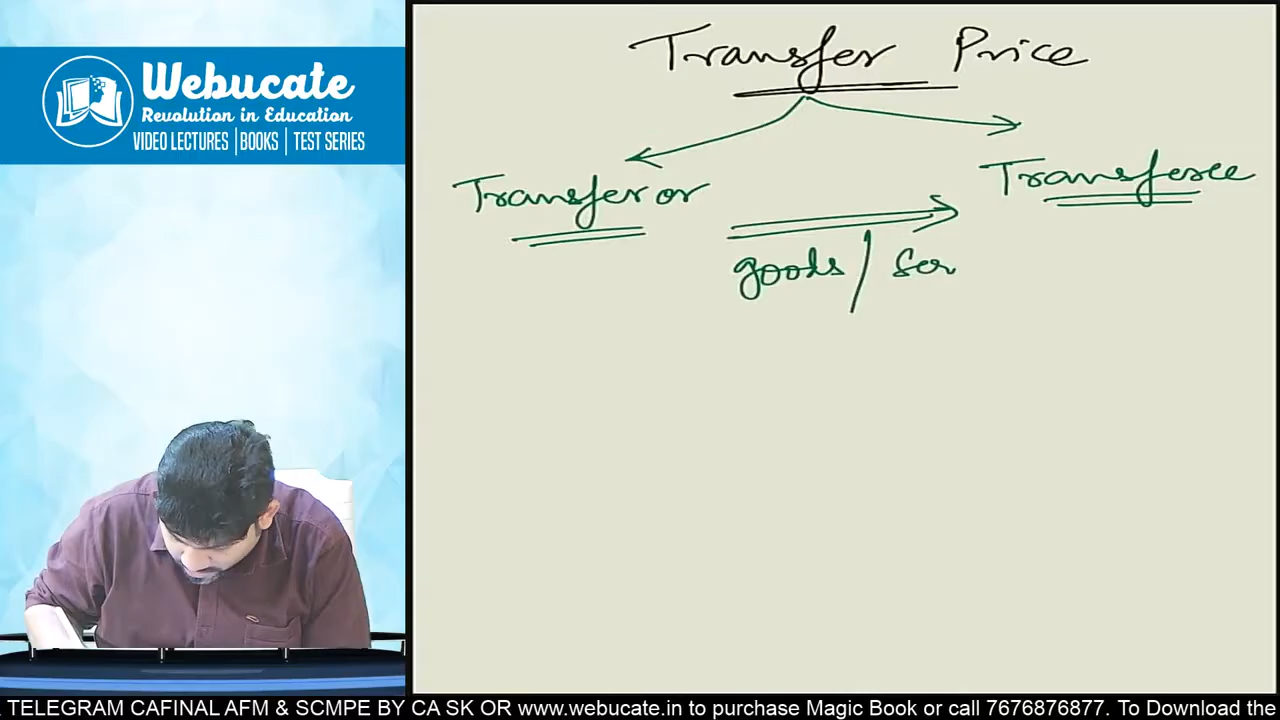 Webucate
Revolution in Education
VIDEO LECTURES | BOOKS | TEST SERIES
Transfer Price
Transferor
Transferee
goods / Ser
TELEGRAM CAFINAL AFM & SCMPE BY CA SK OR www.webucate.in to purchase Magic Book or call 7676876877. To Download the